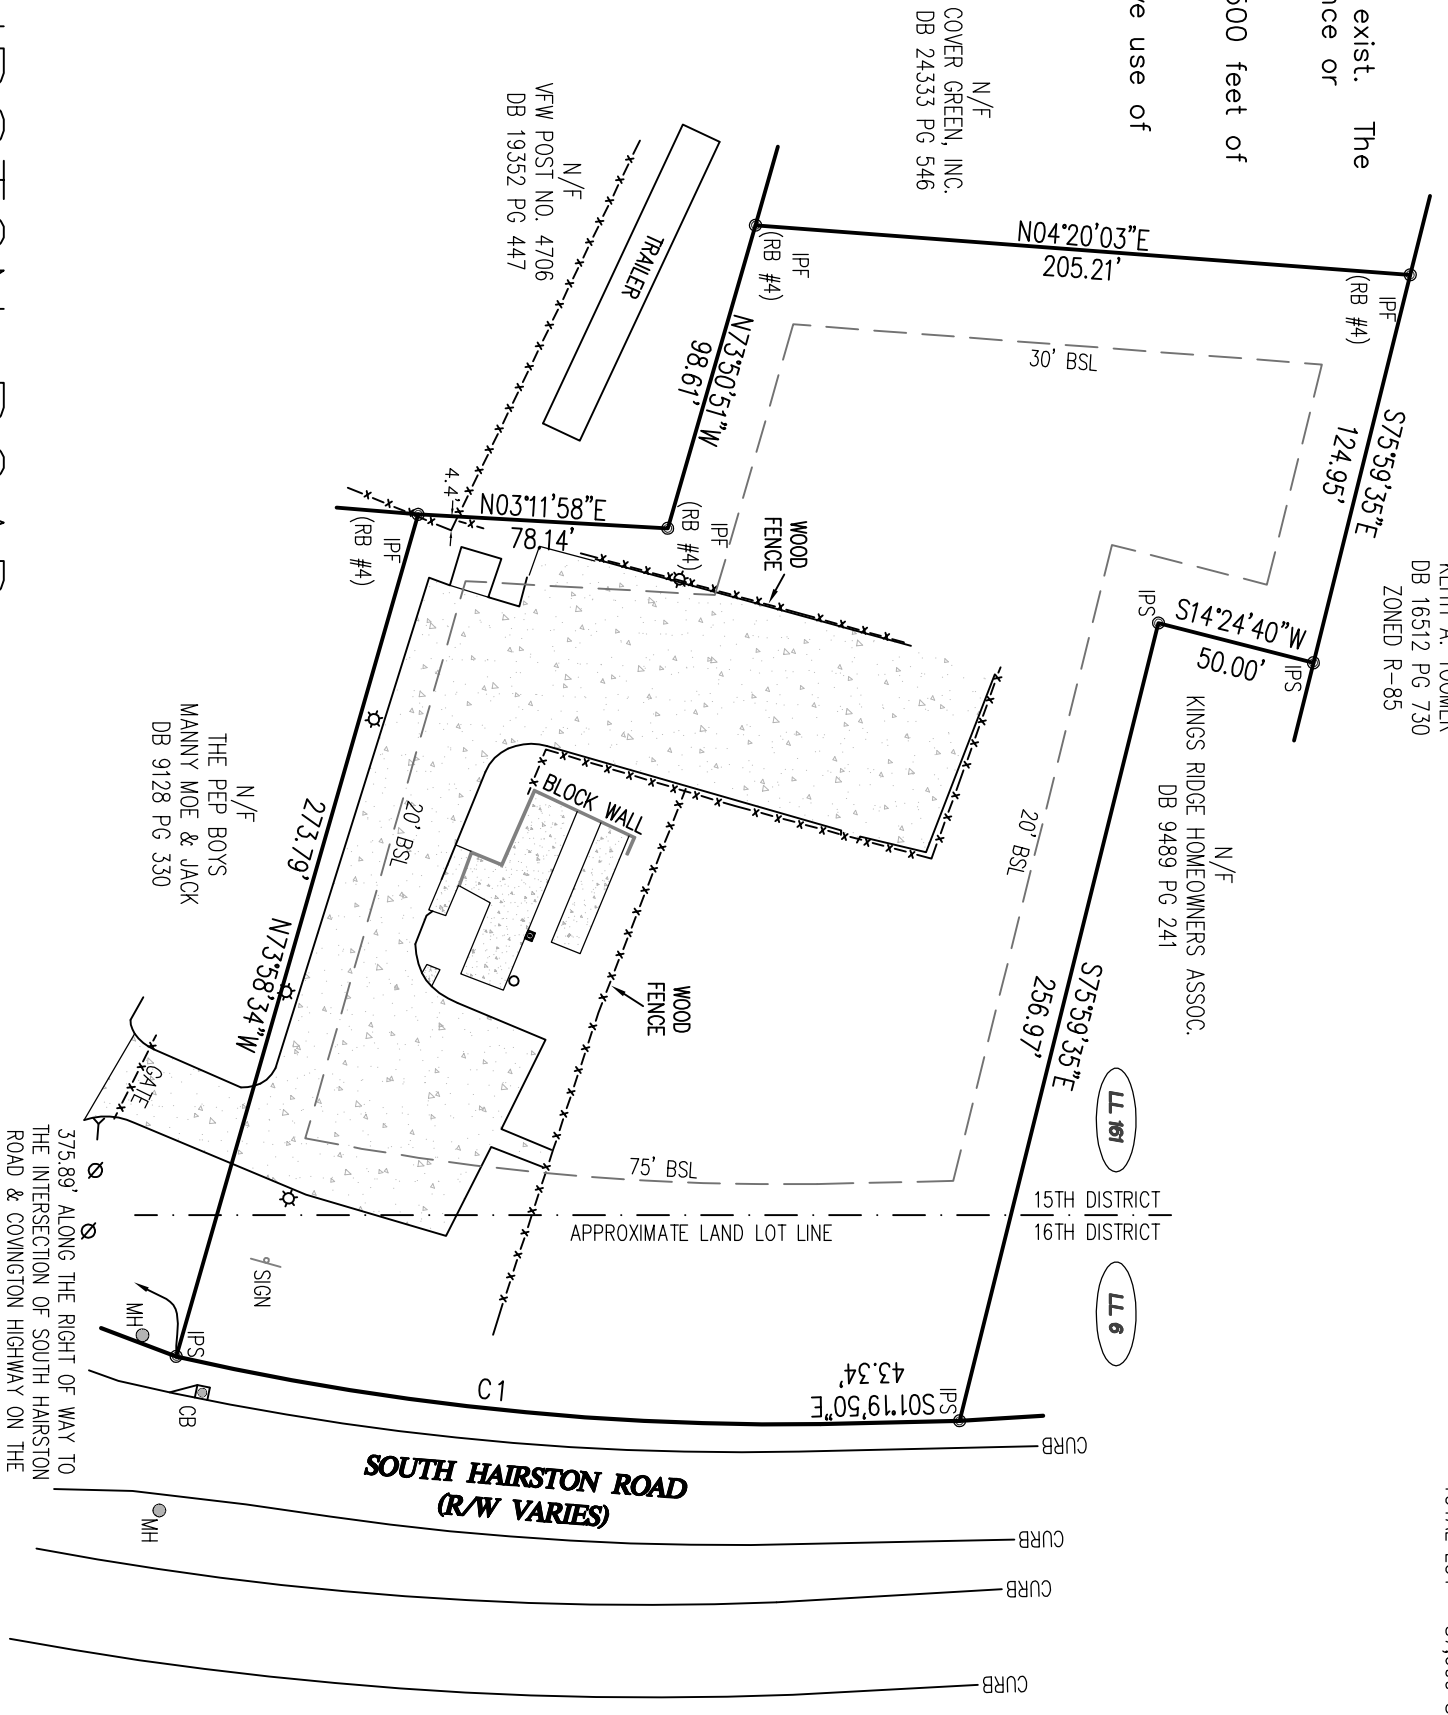 exist. The
nce or
500 feet of
ve use of
N/F
COVER GREEN, INC.
DB 24333 PG 546
N/F
VFW POST NO. 4706
DB 19352 PG 447
TRAILER
N04°20'03"E
205.21'
IPF
(RB #4)
IPF
(RB #4)
30' BSL
N73°50'51"W
98.61'
S75°59'35"E
124.95'
DB 16512 PG 730
ZONED R-85
4.4'
N03°11'58"E
78.14'
IPF
(RB #4)
IPF
(RB #4)
WOOD
FENCE
IPS
S14°24'40"W
50.00'
IPS
N/F
KINGS RIDGE HOMEOWNERS ASSOC.
DB 9489 PG 241
N/F
THE PEP BOYS
MANNY MOE & JACK
DB 9128 PG 330
273.79'
N73°58'34"W
20' BSL
BLOCK WALL
20' BSL
WOOD
FENCE
S75°59'35"E
256.97'
LL 161
GATE
75' BSL
15TH DISTRICT
16TH DISTRICT
APPROXIMATE LAND LOT LINE
LL 6
375.89' ALONG THE RIGHT OF WAY TO
THE INTERSECTION OF SOUTH HAIRSTON
ROAD & COVINGTON HIGHWAY ON THE
SIGN
MH
IPS
CB
C1
S01°19'50"E
43.34'
IPS
CURB
SOUTH HAIRSTON ROAD
(R/W VARIES)
MH
CURB
CURB
CURB